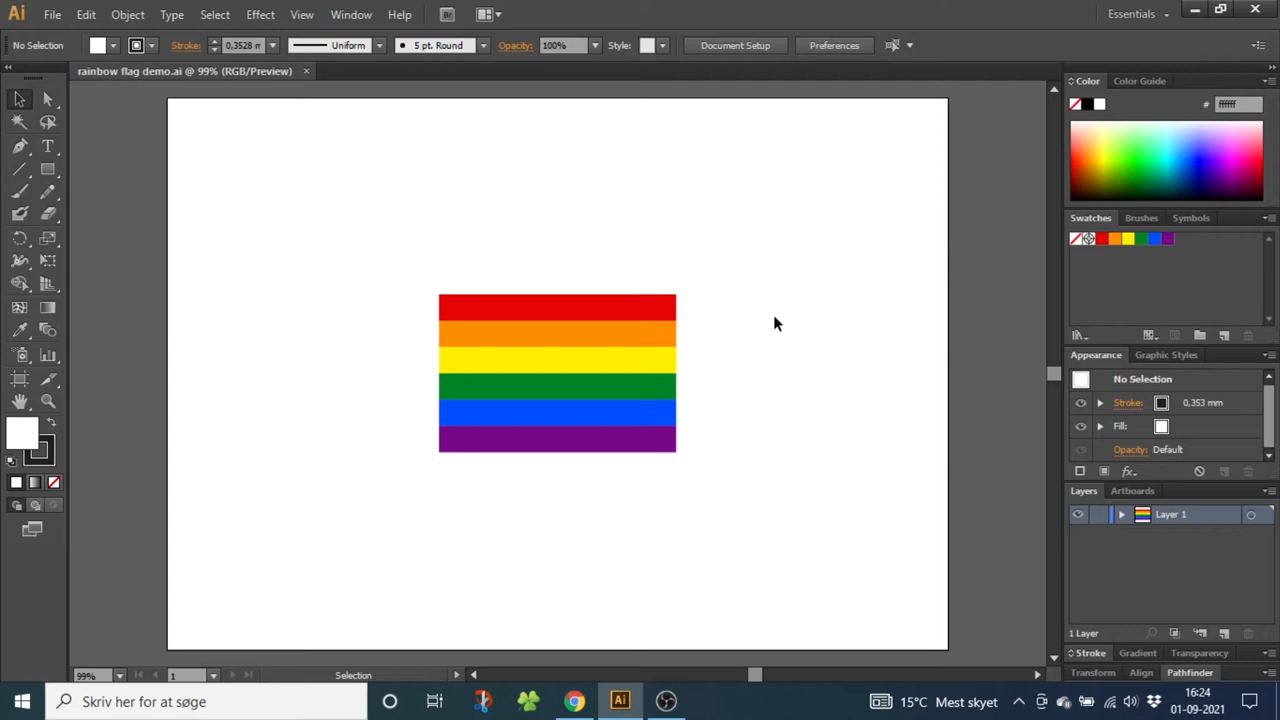 Ai File Edit Object Type Select Effect View Window Help Br Essentials
No Selection Stroke: 0,3528 m Uniform 5 pt. Round Opacity: 100% Style: Document Setup Preferences
rainbow flag demo.ai @ 99% (RGB/Preview) ×
Color Color Guide
# ffffff
Swatches Brushes Symbols
Appearance Graphic Styles
No Selection
Stroke: 0,353 mm
Fill:
Opacity: Default
fx
Layers Artboards
Layer 1
1 Layer
Stroke Gradient Transparency
Transform Align Pathfinder
99% 1 Selection
Skriv her for at søge
Ai
15°C Mest skyet
16:24
01-09-2021